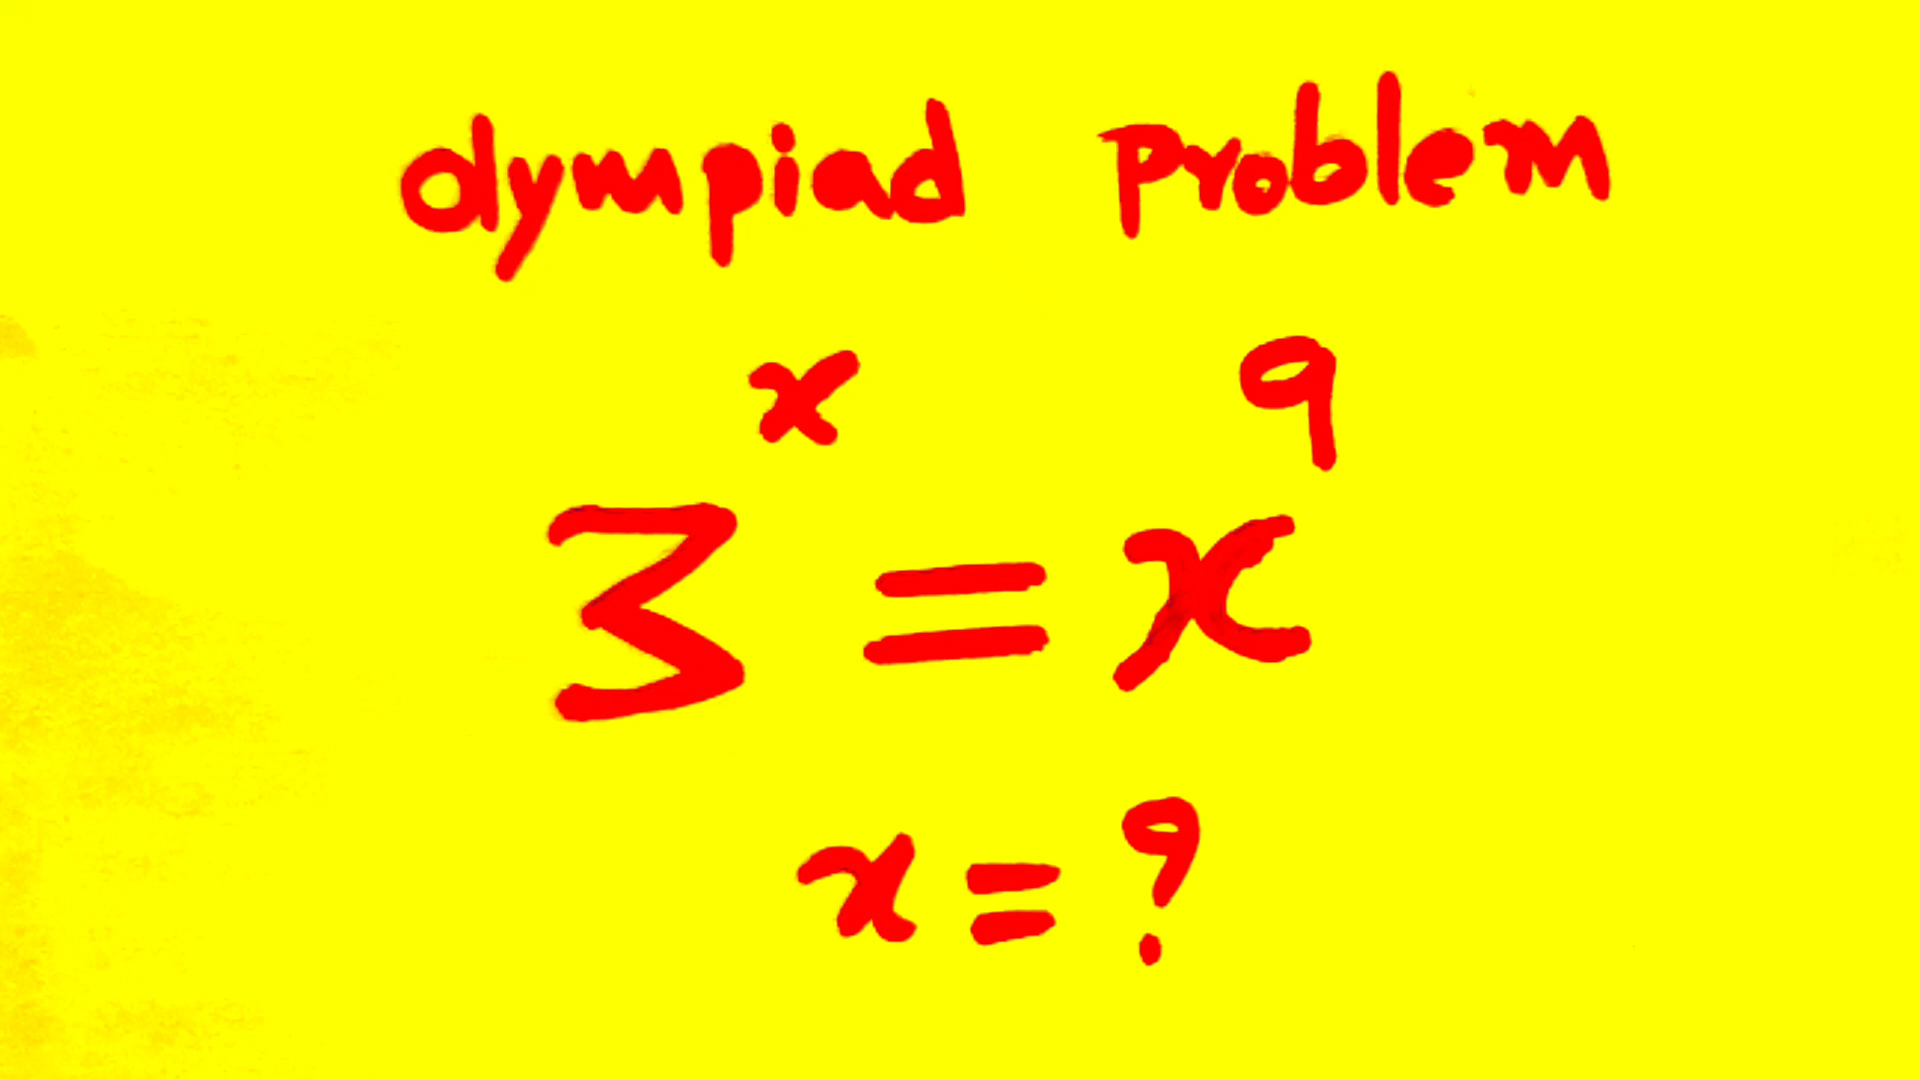 olympiad Problem
3^x = x^9
x = ?